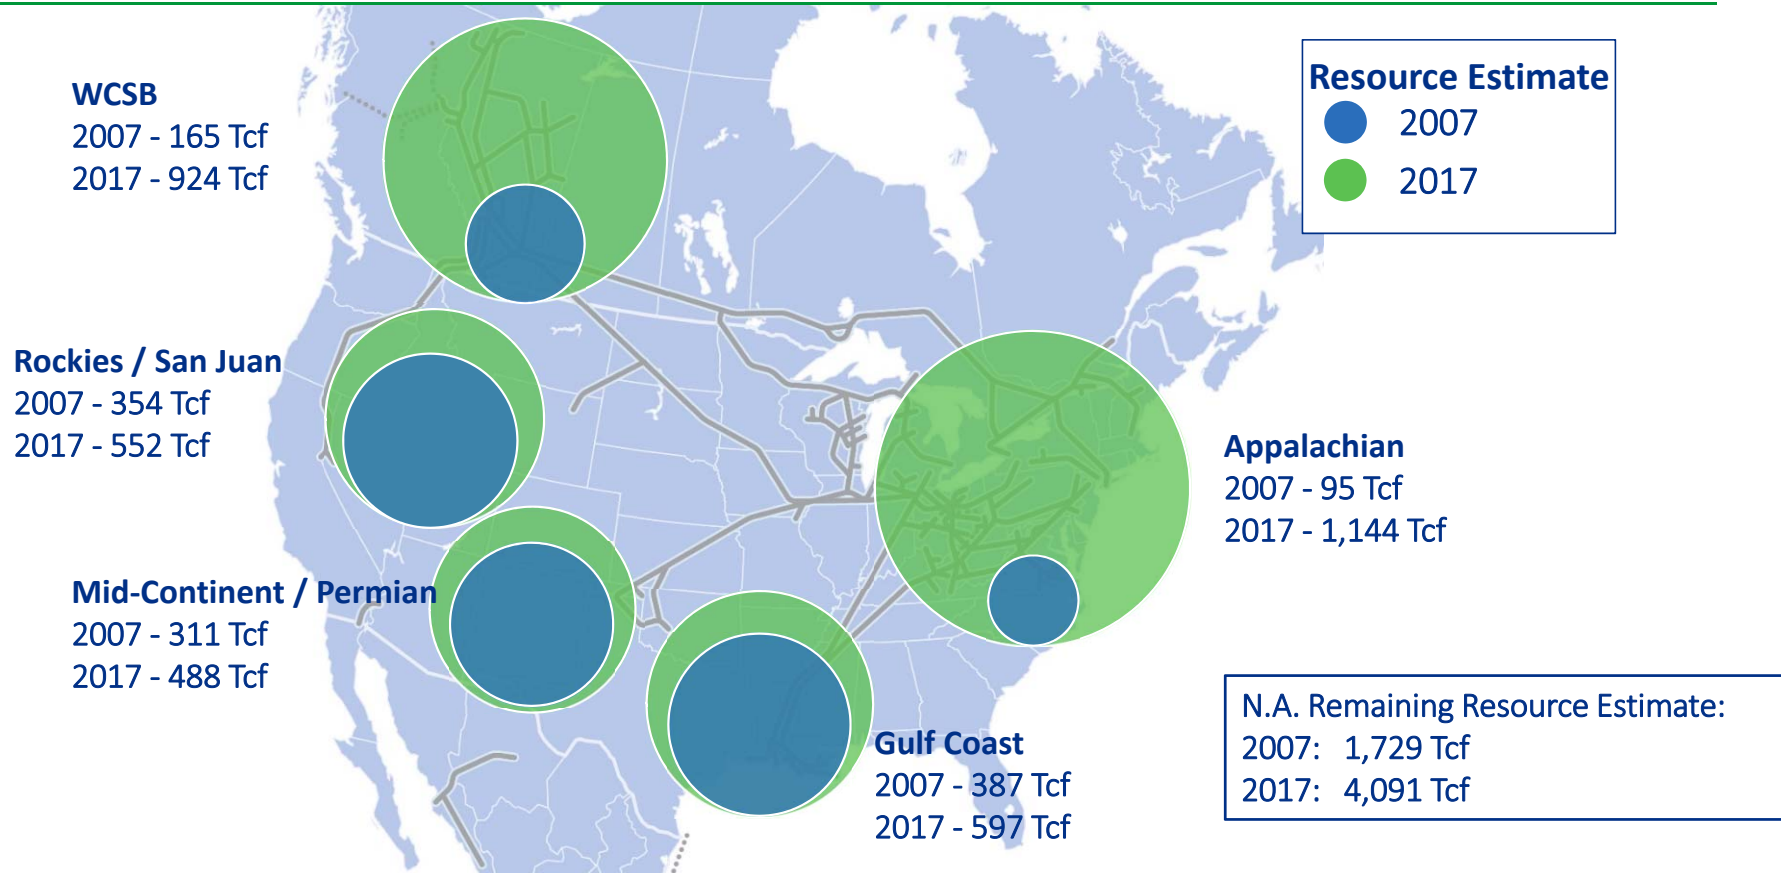 WCSB
2007 - 165 Tcf
2017 - 924 Tcf
Resource Estimate
2007
2017
Rockies / San Juan
2007 - 354 Tcf
2017 - 552 Tcf
Appalachian
2007 - 95 Tcf
2017 - 1,144 Tcf
Mid-Continent / Permian
2007 - 311 Tcf
2017 - 488 Tcf
Gulf Coast
2007 - 387 Tcf
2017 - 597 Tcf
N.A. Remaining Resource Estimate:
2007: 1,729 Tcf
2017: 4,091 Tcf